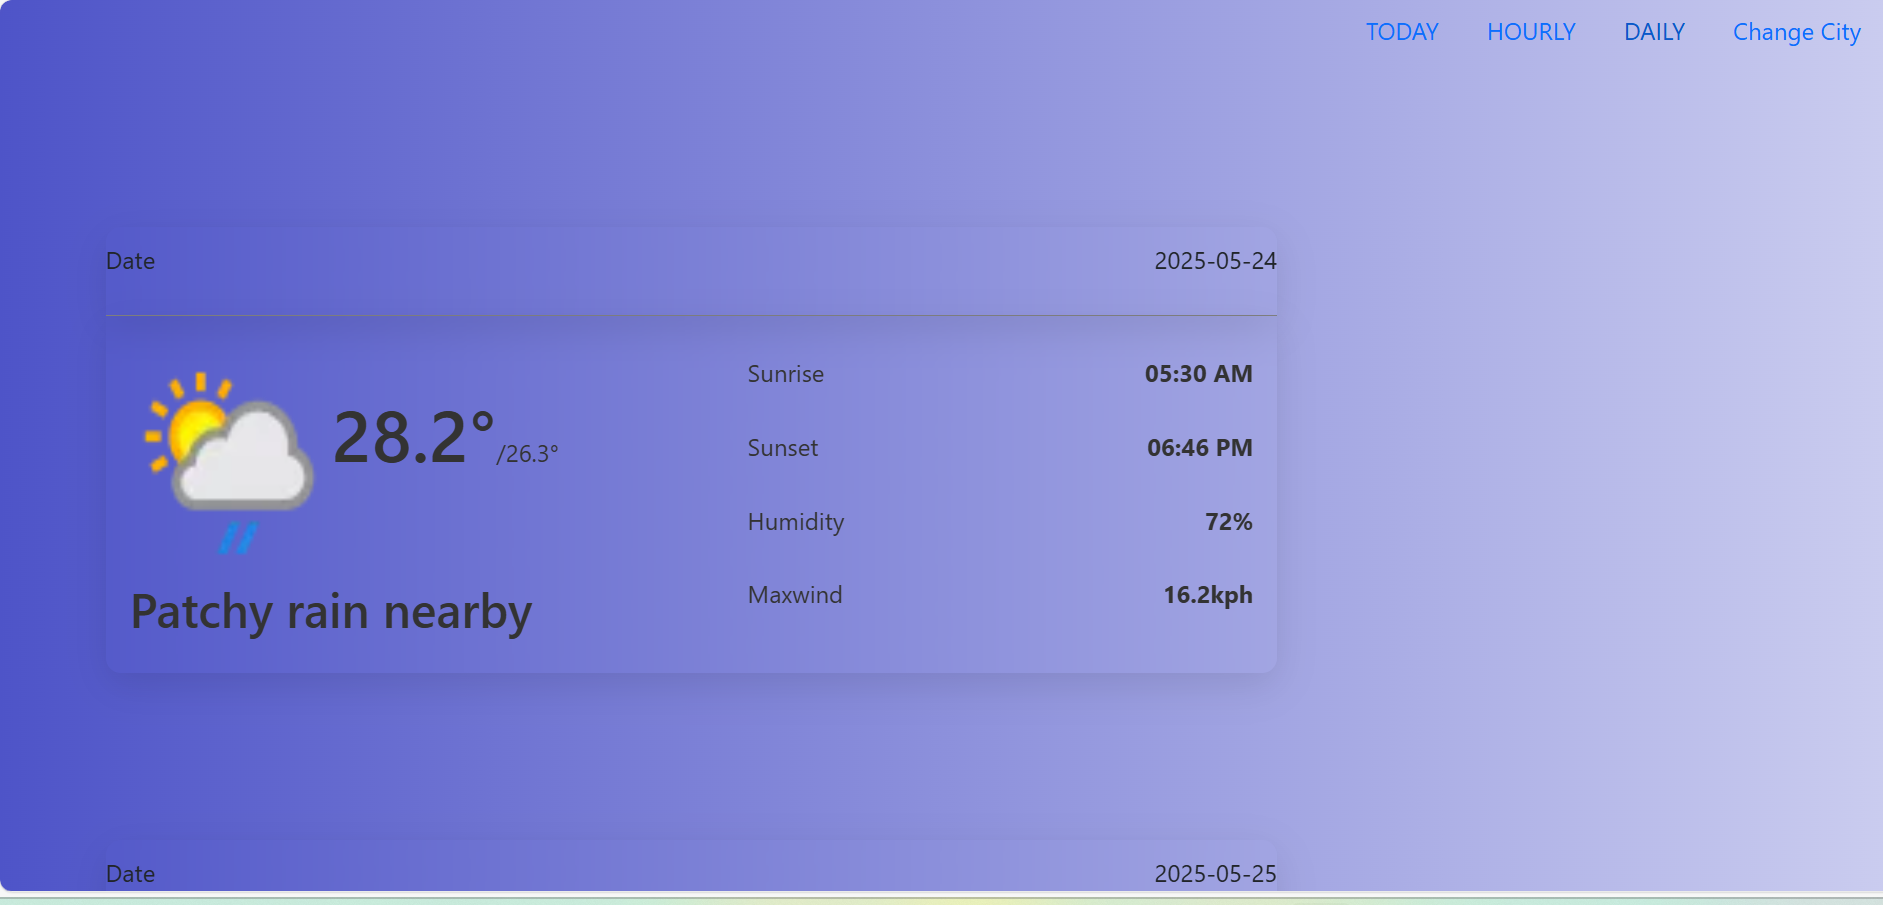 TODAY HOURLY DAILY Change City
Date 2025-05-24
28.2° /26.3°
Patchy rain nearby
Sunrise 05:30 AM
Sunset 06:46 PM
Humidity 72%
Maxwind 16.2kph
Date 2025-05-25